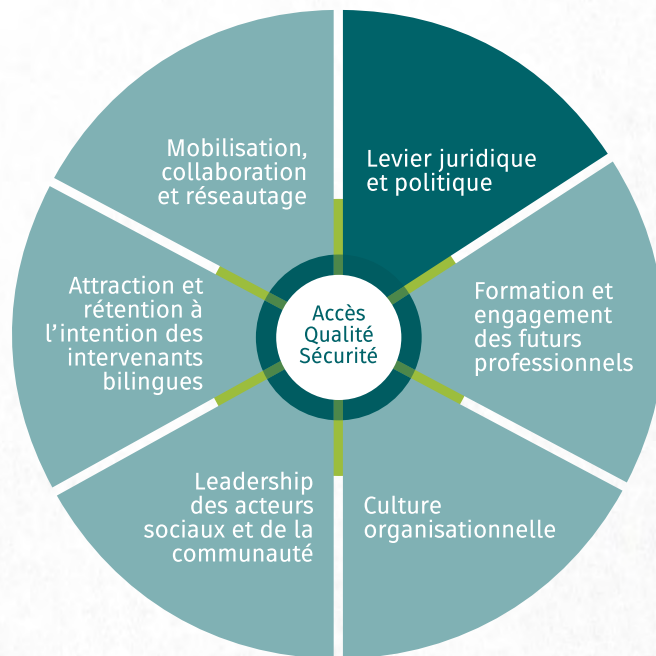 Mobilisation,
collaboration
et réseautage
Levier juridique
et politique
Attraction et
rétention à
l’intention des
intervenants
bilingues
Accès
Qualité
Sécurité
Formation et
engagement
des futurs
professionnels
Leadership
des acteurs
sociaux et de la
communauté
Culture
organisationnelle